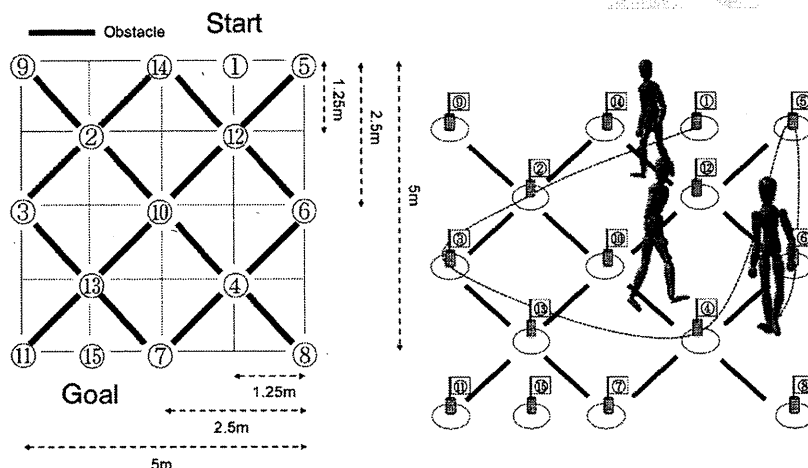 Obstacle
Start
⑨ ⑭ ① ⑤
② ⑫
③ ⑩ ⑥
⑬ ④
⑪ ⑮ ⑦ ⑧
Goal
1.25m
2.5m
5m
1.25m
2.5m
5m
⑨ ⑭ ① ⑤
② ⑫
③ ⑩ ⑥
⑬ ④
⑪ ⑮ ⑦ ⑧